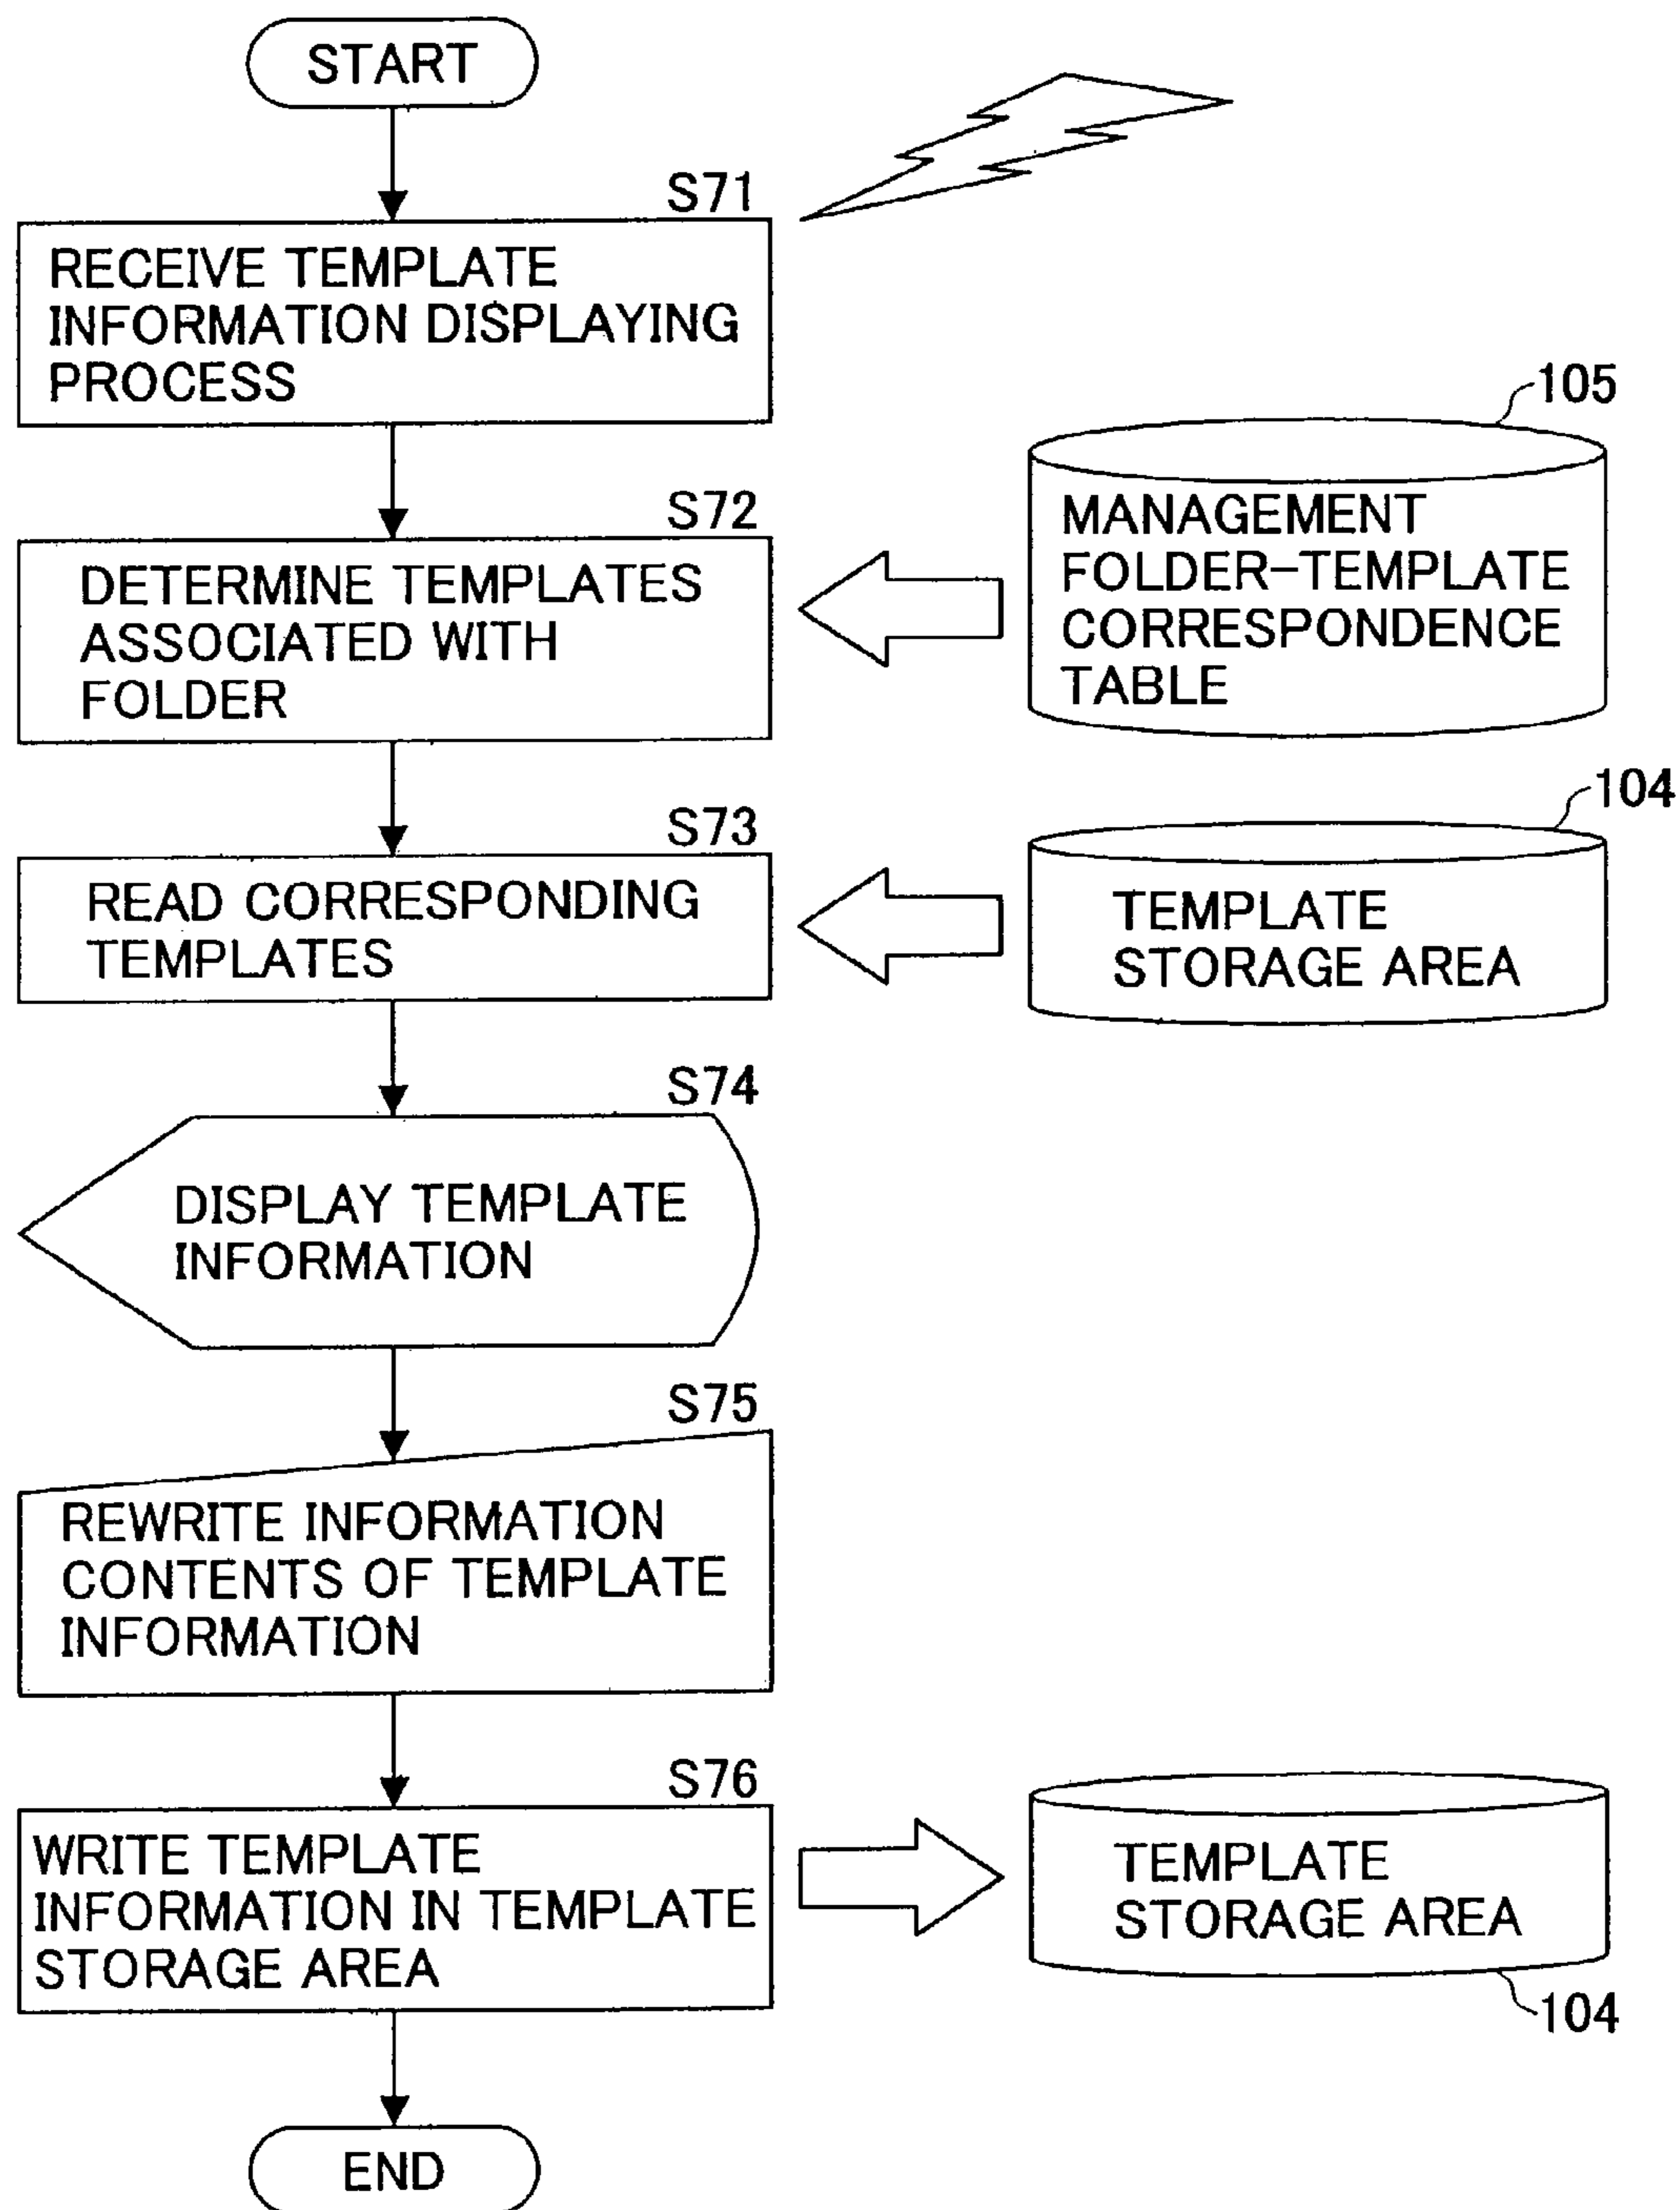 START
S71
RECEIVE TEMPLATE
INFORMATION DISPLAYING
PROCESS
105
S72
DETERMINE TEMPLATES
ASSOCIATED WITH
FOLDER
MANAGEMENT
FOLDER-TEMPLATE
CORRESPONDENCE
TABLE
104
S73
READ CORRESPONDING
TEMPLATES
TEMPLATE
STORAGE AREA
S74
DISPLAY TEMPLATE
INFORMATION
S75
REWRITE INFORMATION
CONTENTS OF TEMPLATE
INFORMATION
S76
WRITE TEMPLATE
INFORMATION IN TEMPLATE
STORAGE AREA
TEMPLATE
STORAGE AREA
104
END